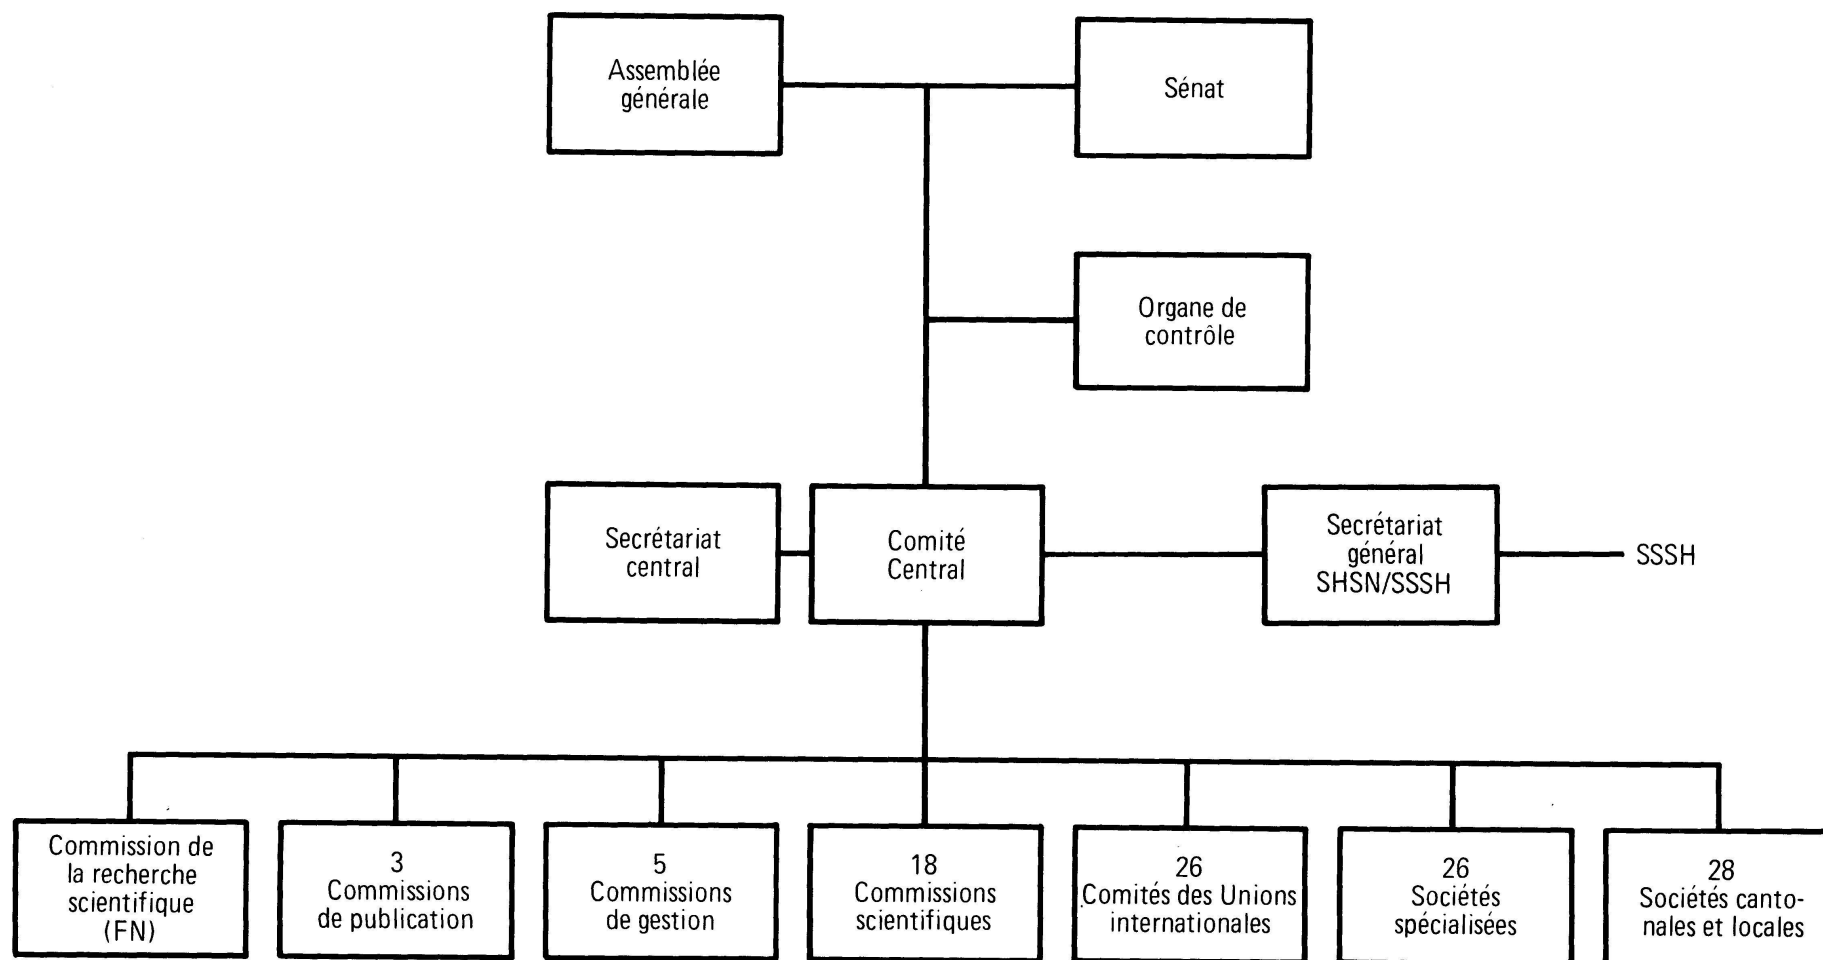 Assemblée
générale
Sénat
Organe de
contrôle
Secrétariat
central
Comité
Central
Secrétariat
général
SHSN/SSSH
SSSH
Commission de
la recherche
scientifique
(FN)
3
Commissions
de publication
5
Commissions
de gestion
18
Commissions
scientifiques
26
Comités des Unions
internationales
26
Sociétés
spécialisées
28
Sociétés canto-
nales et locales